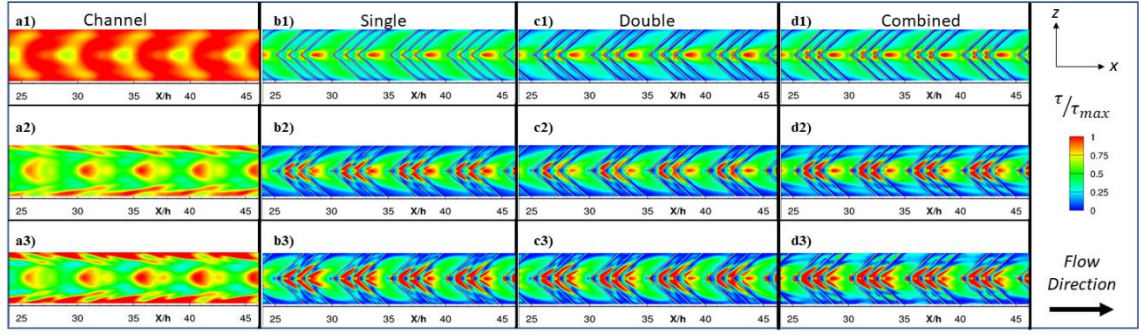 a1) Channel b1) Single c1) Double d1) Combined
25 30 35 X/h 40 45 25 30 35 X/h 40 45 25 30 35 X/h 40 45 25 30 35 X/h 40 45
z
x
a2) b2) c2) d2)
τ/τmax
1
0.75
0.5
0.25
0
25 30 35 X/h 40 45 25 30 35 X/h 40 45 25 30 35 X/h 40 45 25 30 35 X/h 40 45
a3) b3) c3) d3)
25 30 35 X/h 40 45 25 30 35 X/h 40 45 25 30 35 X/h 40 45 25 30 35 X/h 40 45
Flow
Direction